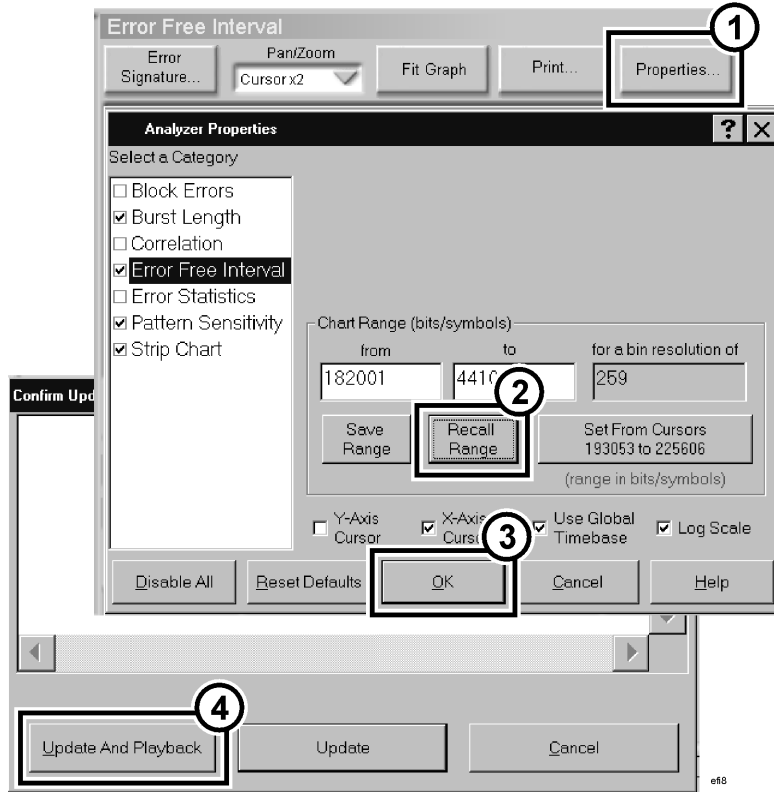 Error Free Interval
1
Error
Signature...
Pan/Zoom
Cursor x2
Fit Graph
Print...
Properties...
Analyzer Properties
?
X
Select a Category
Block Errors
Burst Length
Correlation
Error Free Interval
Error Statistics
Pattern Sensitivity
Strip Chart
Chart Range (bits/symbols)
from
to
for a bin resolution of
182001
259
2
Save
Range
Recall
Range
Set From Cursors
193053 to 225606
(range in bits/symbols)
Y-Axis
Cursor
X-Axis
Use Global
Timebase
Log Scale
3
Disable All
Reset Defaults
OK
Cancel
Help
Confirm
4
Update And Playback
Update
Cancel
efi8